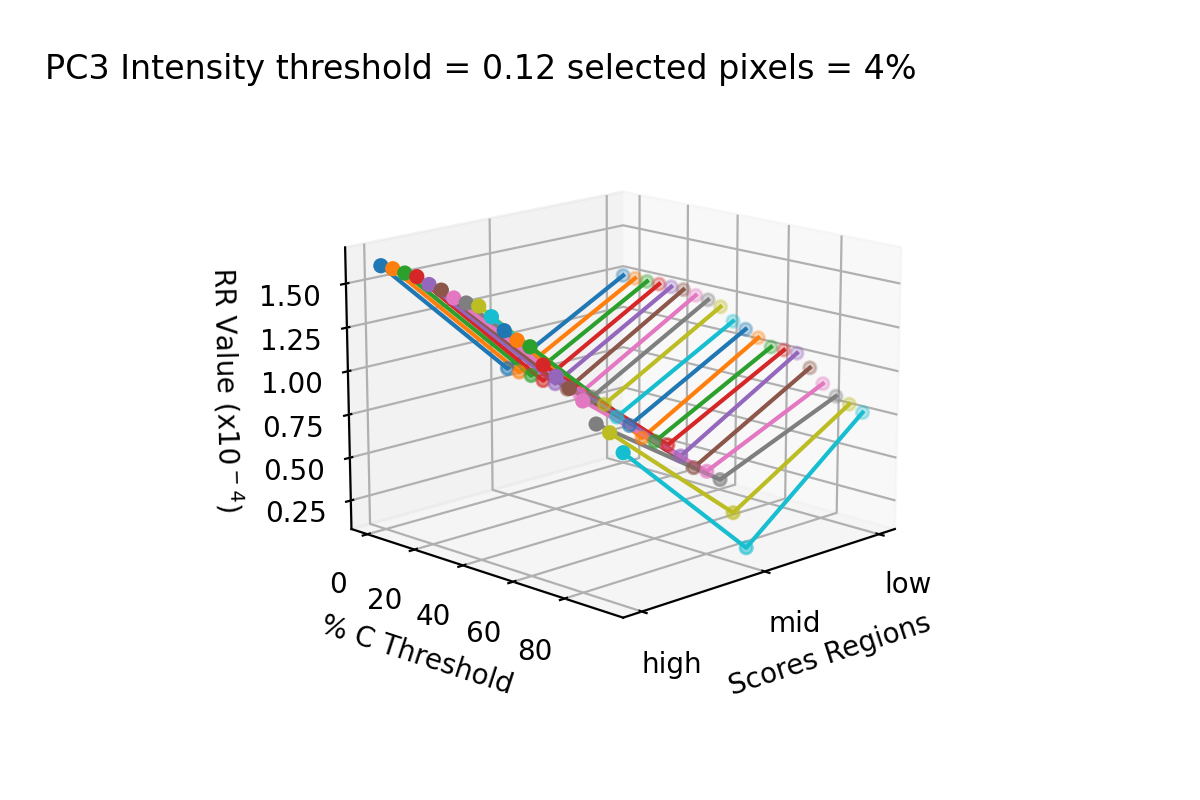 PC3 Intensity threshold = 0.12 selected pixels = 4%
RR Value (x10⁻⁴)
1.50
1.25
1.00
0.75
0.50
0.25
0
20
40
60
80
% C Threshold
high
mid
low
Scores Regions